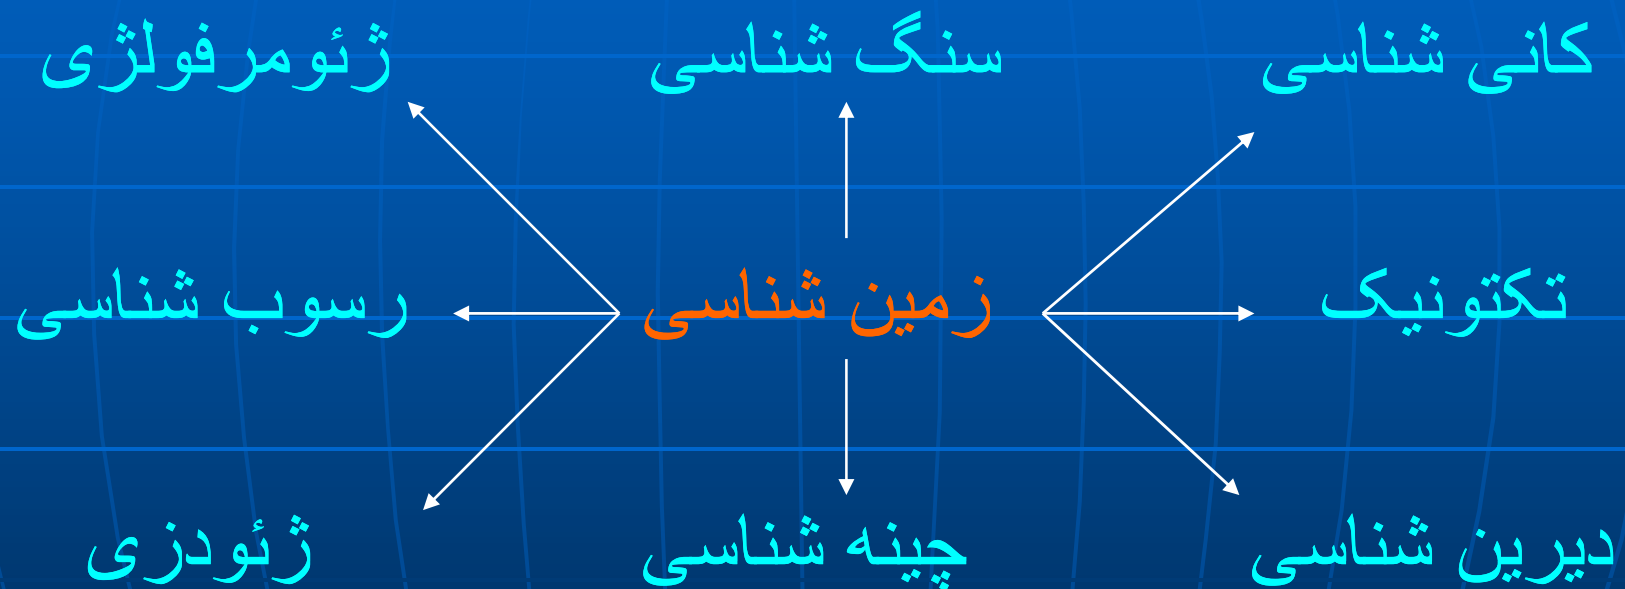 کانی شناسی
سنگ شناسی
ژئومرفولژی
تکتونیک
زمین شناسی
رسوب شناسی
دیرین شناسی
چینه شناسی
ژئودزی